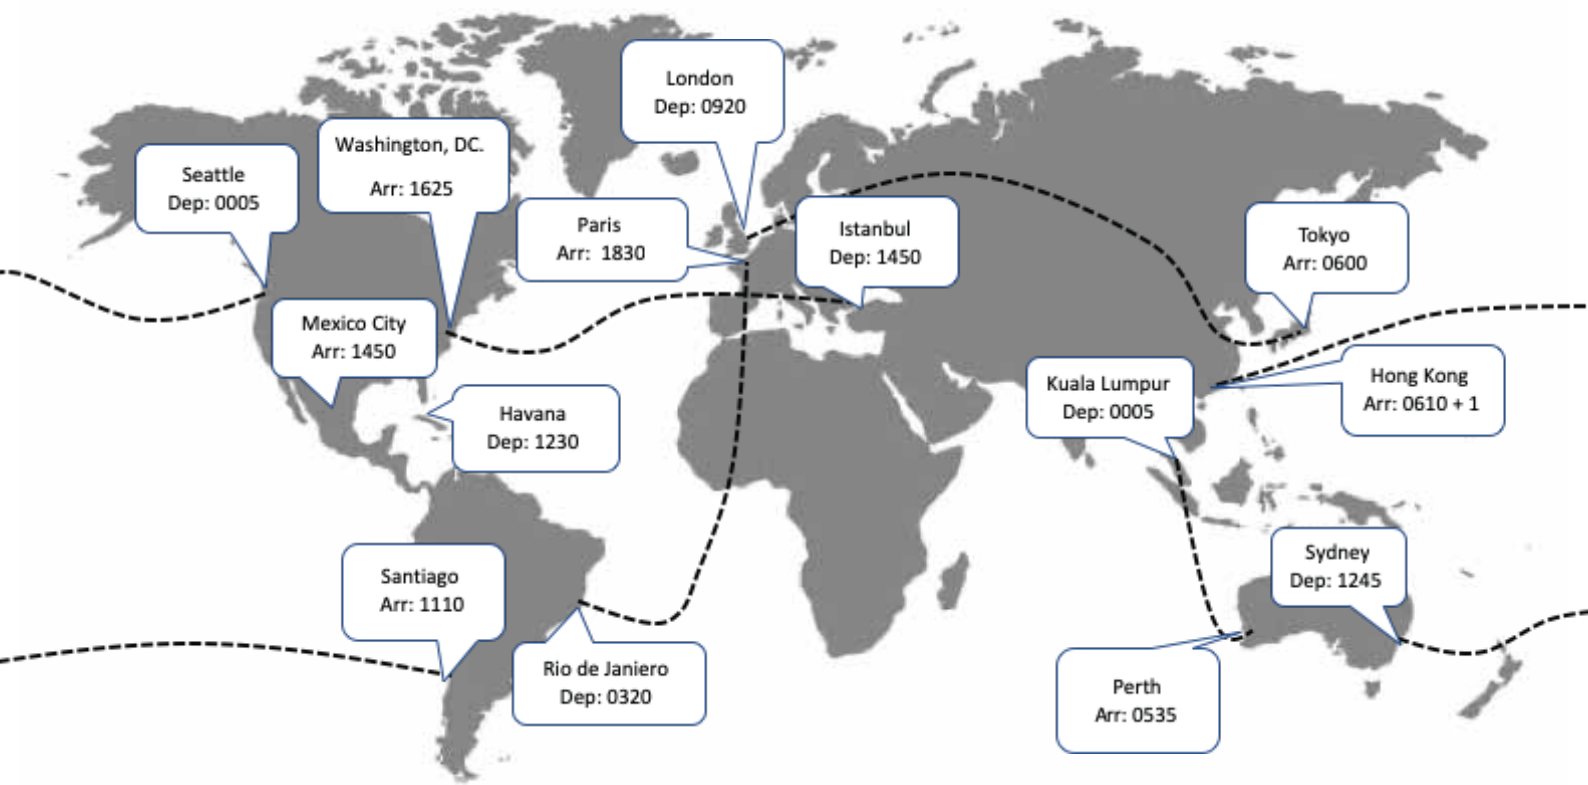 London
Dep: 0920
Washington, DC.
Arr: 1625
Seattle
Dep: 0005
Paris
Arr: 1830
Istanbul
Dep: 1450
Tokyo
Arr: 0600
Mexico City
Arr: 1450
Hong Kong
Arr: 0610 + 1
Kuala Lumpur
Dep: 0005
Havana
Dep: 1230
Sydney
Dep: 1245
Santiago
Arr: 1110
Rio de Janiero
Dep: 0320
Perth
Arr: 0535